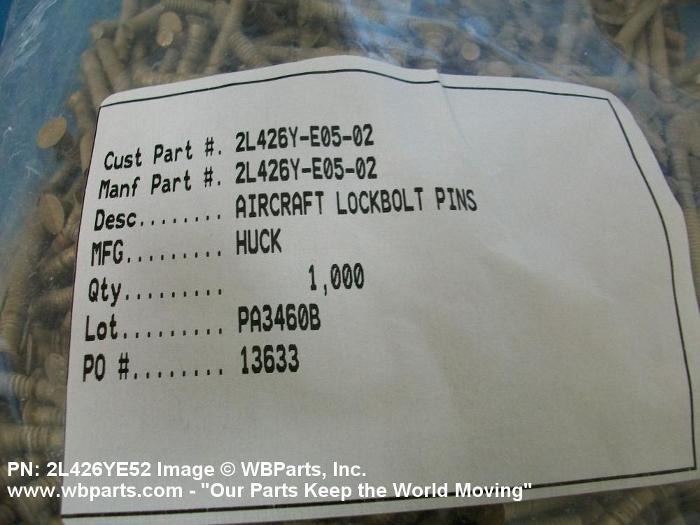 Cust Part #. 2L426Y-E05-02
Manf Part #. 2L426Y-E05-02
Desc........ AIRCRAFT LOCKBOLT PINS
MFG......... HUCK
Qty......... 1,000
Lot......... PA3460B
PO #........ 13633
PN: 2L426YE52 Image © WBParts, Inc.
www.wbparts.com - "Our Parts Keep the World Moving"